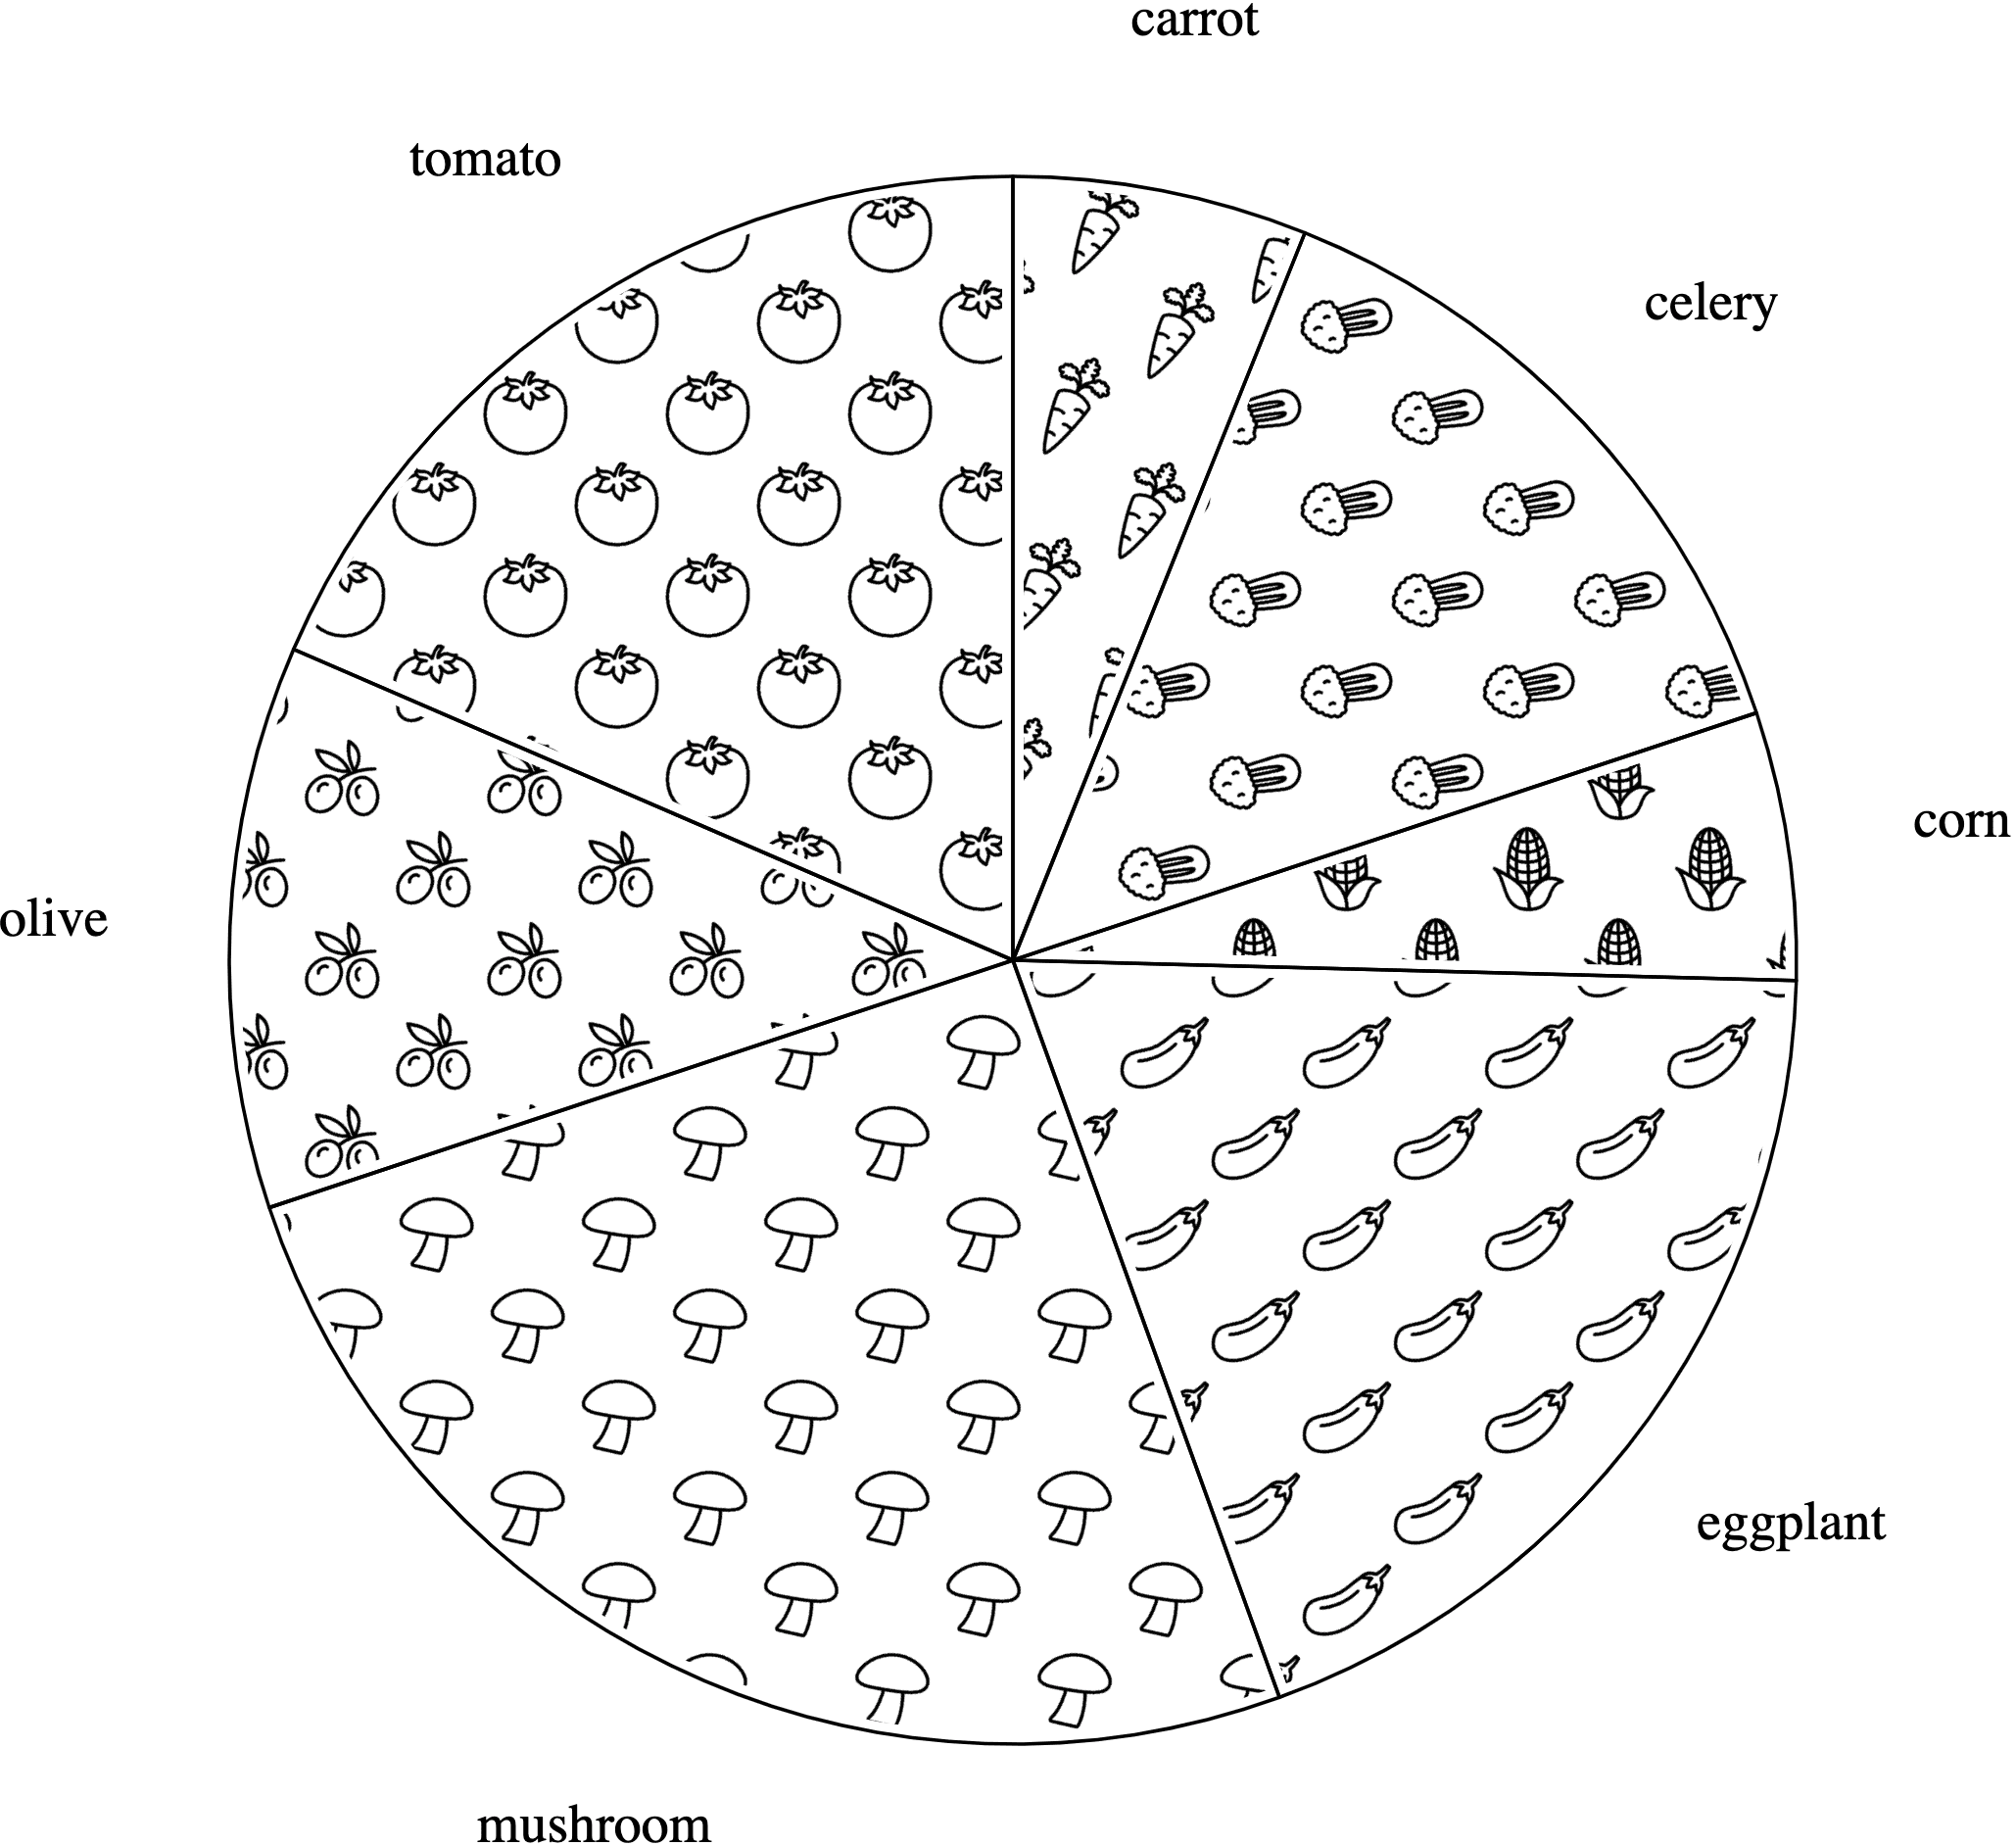 carrot
tomato
celery
corn
olive
eggplant
mushroom